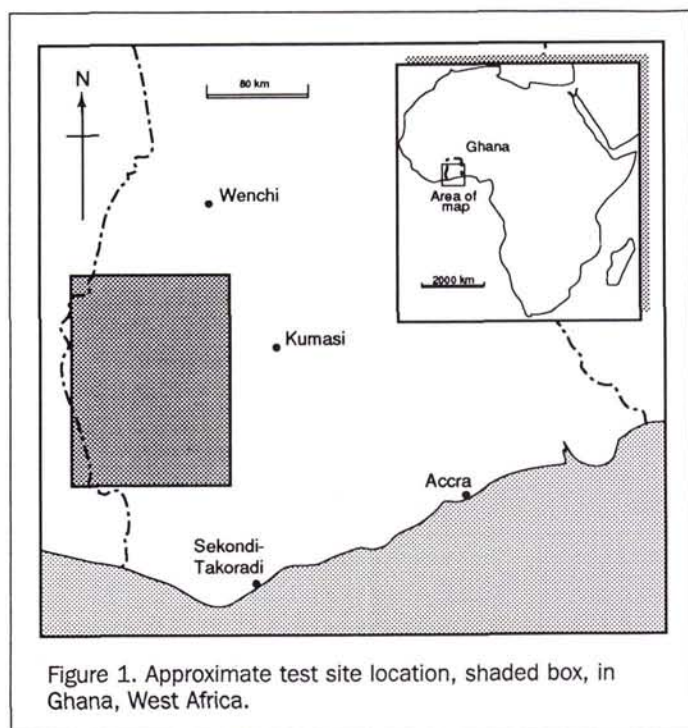 N
80 km
Ghana
Area of
map
2000 km
Wenchi
Kumasi
Accra
Sekondi-
Takoradi
Figure 1. Approximate test site location, shaded box, in
Ghana, West Africa.